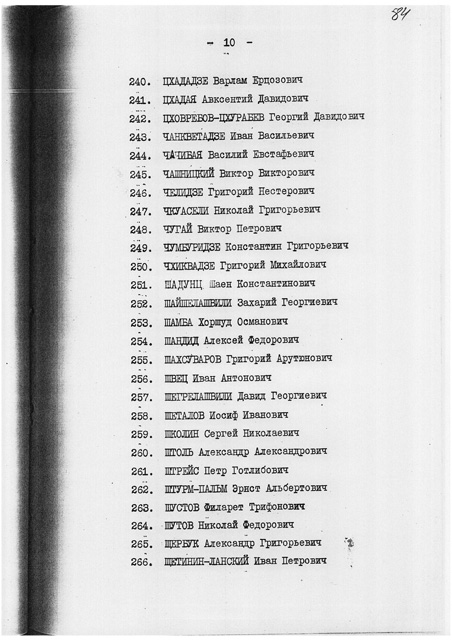 84
- 10 -
240. ЦХАДАДЗЕ Варлам Ерцозович
241. ЦХАДАЯ Авксентий Давидович
242. ЦХОВРЕБОВ-ЦХУРАБЕВ Георгий Давидович
243. ЧАНКВЕТАДЗЕ Иван Васильевич
244. ЧАЧИВАЯ Василий Евстафьевич
245. ЧАШНИЦКИЙ Виктор Викторович
246. ЧЕЛИДЗЕ Григорий Нестерович
247. ЧКУАСЕЛИ Николай Григорьевич
248. ЧУГАЙ Виктор Петрович
249. ЧУМБУРИДЗЕ Константин Григорьевич
250. ЧХИКВАДЗЕ Григорий Михайлович
251. ШАДУНЦ Шаен Константинович
252. ШАЙШЕЛАШВИЛИ Захарий Георгиевич
253. ШАМБА Хоршуд Османович
254. ШАНДИД Алексей Федорович
255. ШАХСУВАРОВ Григорий Арутюнович
256. ШВЕЦ Иван Антонович
257. ШЕГРЕЛАШВИЛИ Давид Георгиевич
258. ШЕТАЛОВ Иосиф Иванович
259. ШКОЛИН Сергей Николаевич
260. ШТОЛЬ Александр Александрович
261. ШТРЕЙС Петр Готлибович
262. ШТУРМ-ПАЛЬМ Эрнст Альбертович
263. ШУСТОВ Филарет Трифонович
264. ШУТОВ Николай Федорович
265. ЩЕРБУК Александр Григорьевич
266. ЩЕТИНИН-ЛАНСКИЙ Иван Петрович